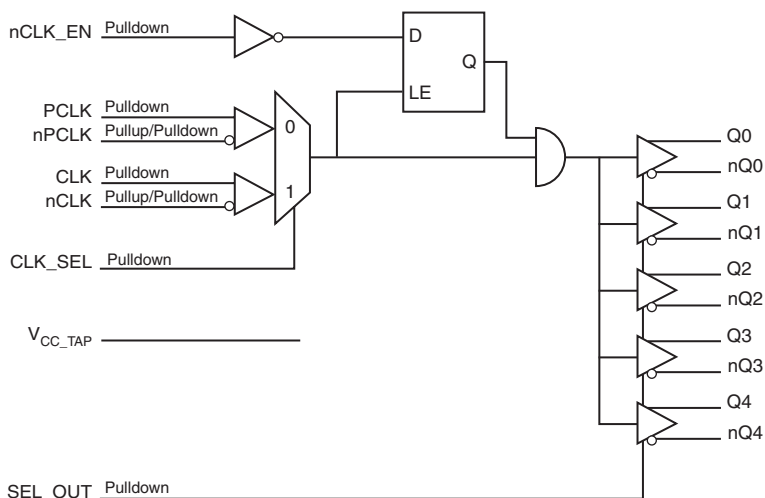 nCLK_EN Pulldown
D
Q
LE
PCLK Pulldown
nPCLK Pullup/Pulldown
0
CLK Pulldown
nCLK Pullup/Pulldown
1
CLK_SEL Pulldown
VCC_TAP
SEL_OUT Pulldown
Q0
nQ0
Q1
nQ1
Q2
nQ2
Q3
nQ3
Q4
nQ4